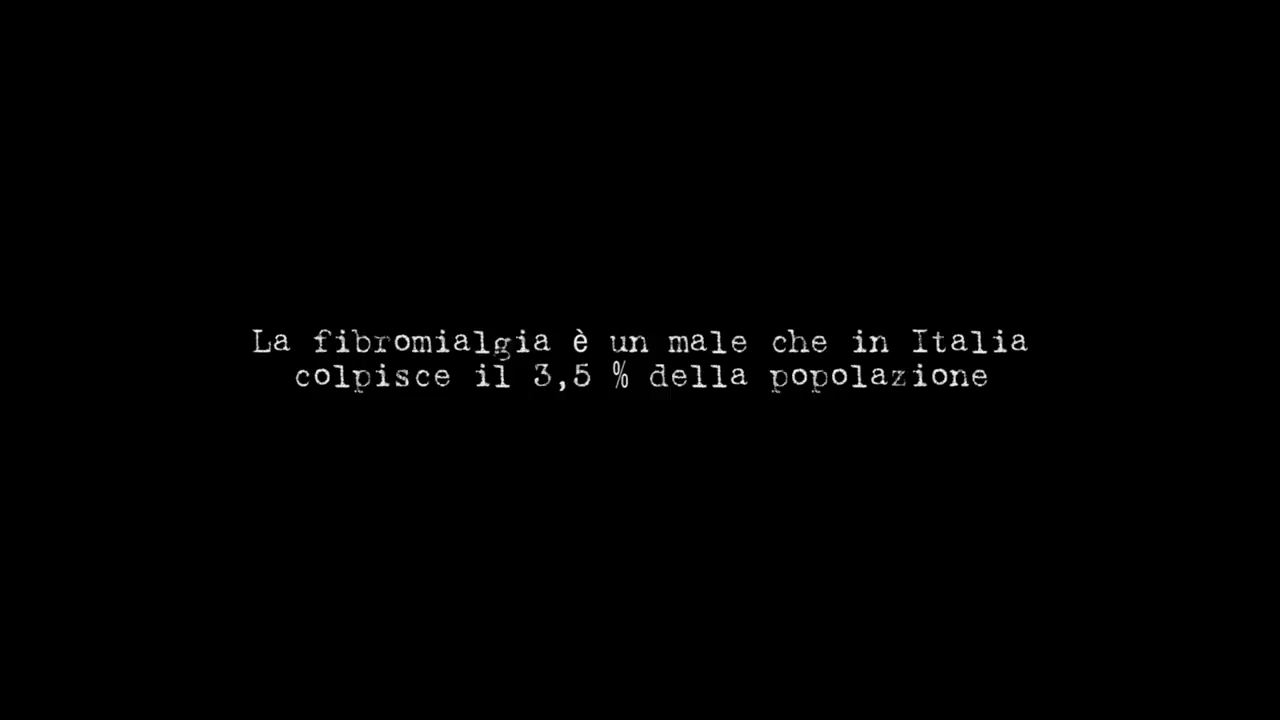 La fibromialgia è un male che in Italia
colpisce il 3,5 % della popolazione